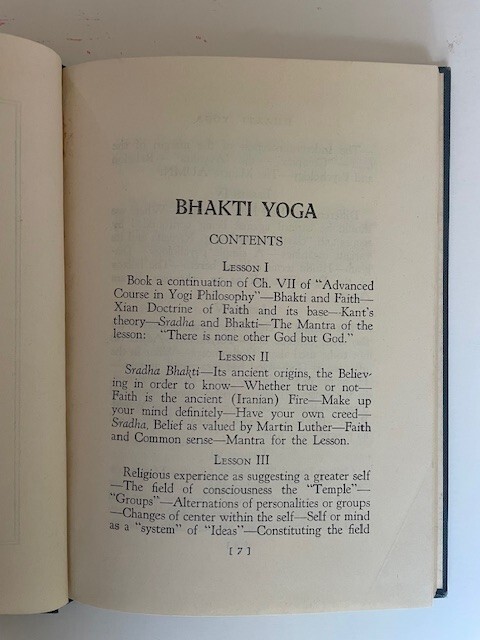 BHAKTI YOGA
CONTENTS
Lesson I
Book a continuation of Ch. VII of "Advanced
Course in Yogi Philosophy"—Bhakti and Faith—
Xian Doctrine of Faith and its base—Kant's
theory—Sradha and Bhakti—The Mantra of the
lesson: "There is none other God but God."
Lesson II
Sradha Bhakti—Its ancient origins, the Believ-
ing in order to know—Whether true or not—
Faith is the ancient (Iranian) Fire—Make up
your mind definitely—Have your own creed—
Sradha, Belief as valued by Martin Luther—Faith
and Common sense—Mantra for the Lesson.
Lesson III
Religious experience as suggesting a greater self
—The field of consciousness the "Temple"—
"Groups"—Alternations of personalities or groups
—Changes of center within the self—Self or mind
as a "system" of "Ideas"—Constituting the field
[7]